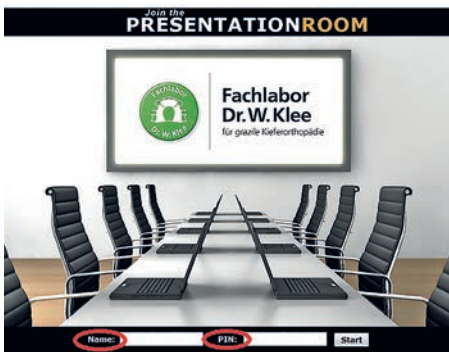 Join the
PRESENTATIONROOM
Fachlabor
Dr. W. Klee
Fachlabor
Dr. W. Klee
für grazile Kieferorthopädie
Name:
PIN:
Start